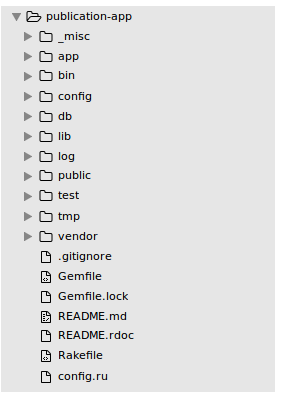 publication-app
_misc
app
bin
config
db
lib
log
public
test
tmp
vendor
.gitignore
Gemfile
Gemfile.lock
README.md
README.rdoc
Rakefile
config.ru